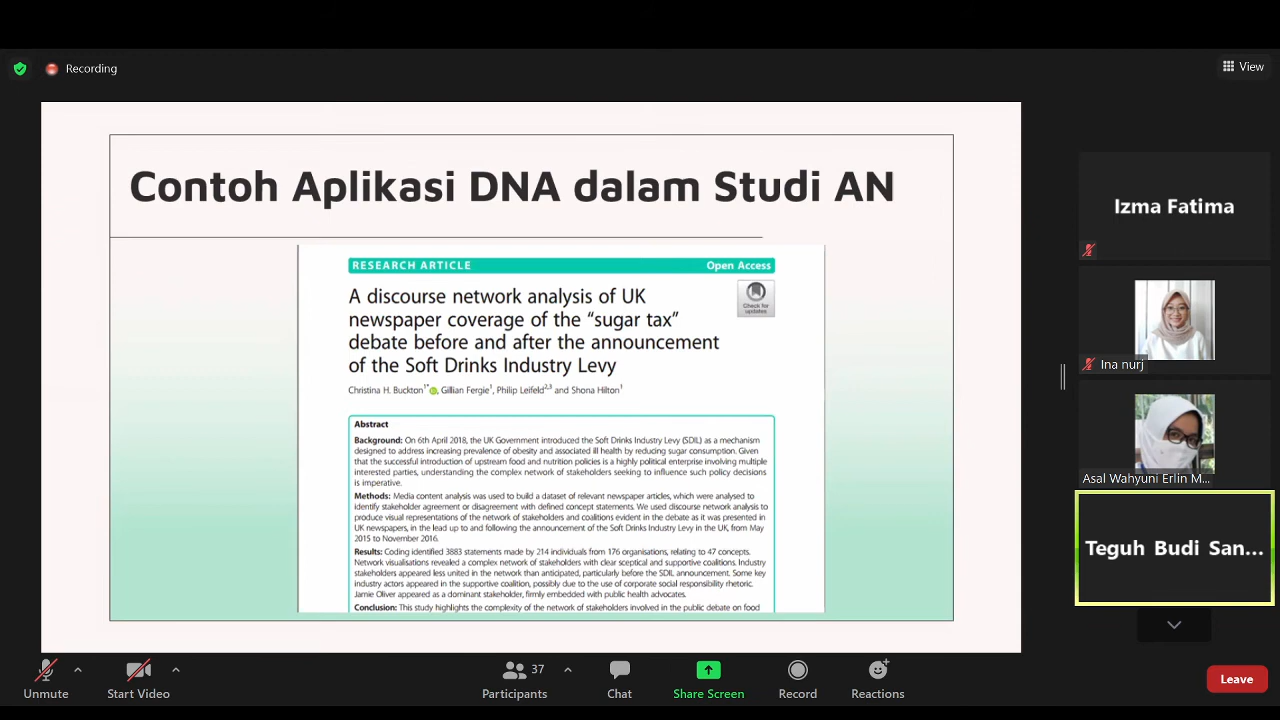 Recording
View
Contoh Aplikasi DNA dalam Studi AN
RESEARCH ARTICLE Open Access
Check for
updates
A discourse network analysis of UK
newspaper coverage of the “sugar tax”
debate before and after the announcement
of the Soft Drinks Industry Levy
Christina H. Buckton1*, Gillian Fergie1, Philip Leifeld2,3 and Shona Hilton1
Abstract
Background: On 6th April 2018, the UK Government introduced the Soft Drinks Industry Levy (SDIL) as a mechanism
designed to address increasing prevalence of obesity and associated ill health by reducing sugar consumption. Given
that the successful introduction of upstream food and nutrition policies is a highly political enterprise involving multiple
interested parties, understanding the complex network of stakeholders seeking to influence such policy decisions
is imperative.
Methods: Media content analysis was used to build a dataset of relevant newspaper articles, which were analysed to
identify stakeholder agreement or disagreement with defined concept statements. We used discourse network analysis to
produce visual representations of the network of stakeholders and coalitions evident in the debate as it was presented in
UK newspapers, in the lead up to and following the announcement of the Soft Drinks Industry Levy in the UK, from May
2015 to November 2016.
Results: Coding identified 3883 statements made by 214 individuals from 176 organisations, relating to 47 concepts.
Network visualisations revealed a complex network of stakeholders with clear sceptical and supportive coalitions. Industry
stakeholders appeared less united in the network than anticipated, particularly before the SDIL announcement. Some key
industry actors appeared in the supportive coalition, possibly due to the use of corporate social responsibility rhetoric.
Jamie Oliver appeared as a dominant stakeholder, firmly embedded with public health advocates.
Conclusion: This study highlights the complexity of the network of stakeholders involved in the public debate on food
Izma Fatima
Ina nurj
Asal Wahyuni Erlin M...
Teguh Budi San...
Unmute
Start Video
37
Participants
Chat
Share Screen
Record
Reactions
Leave